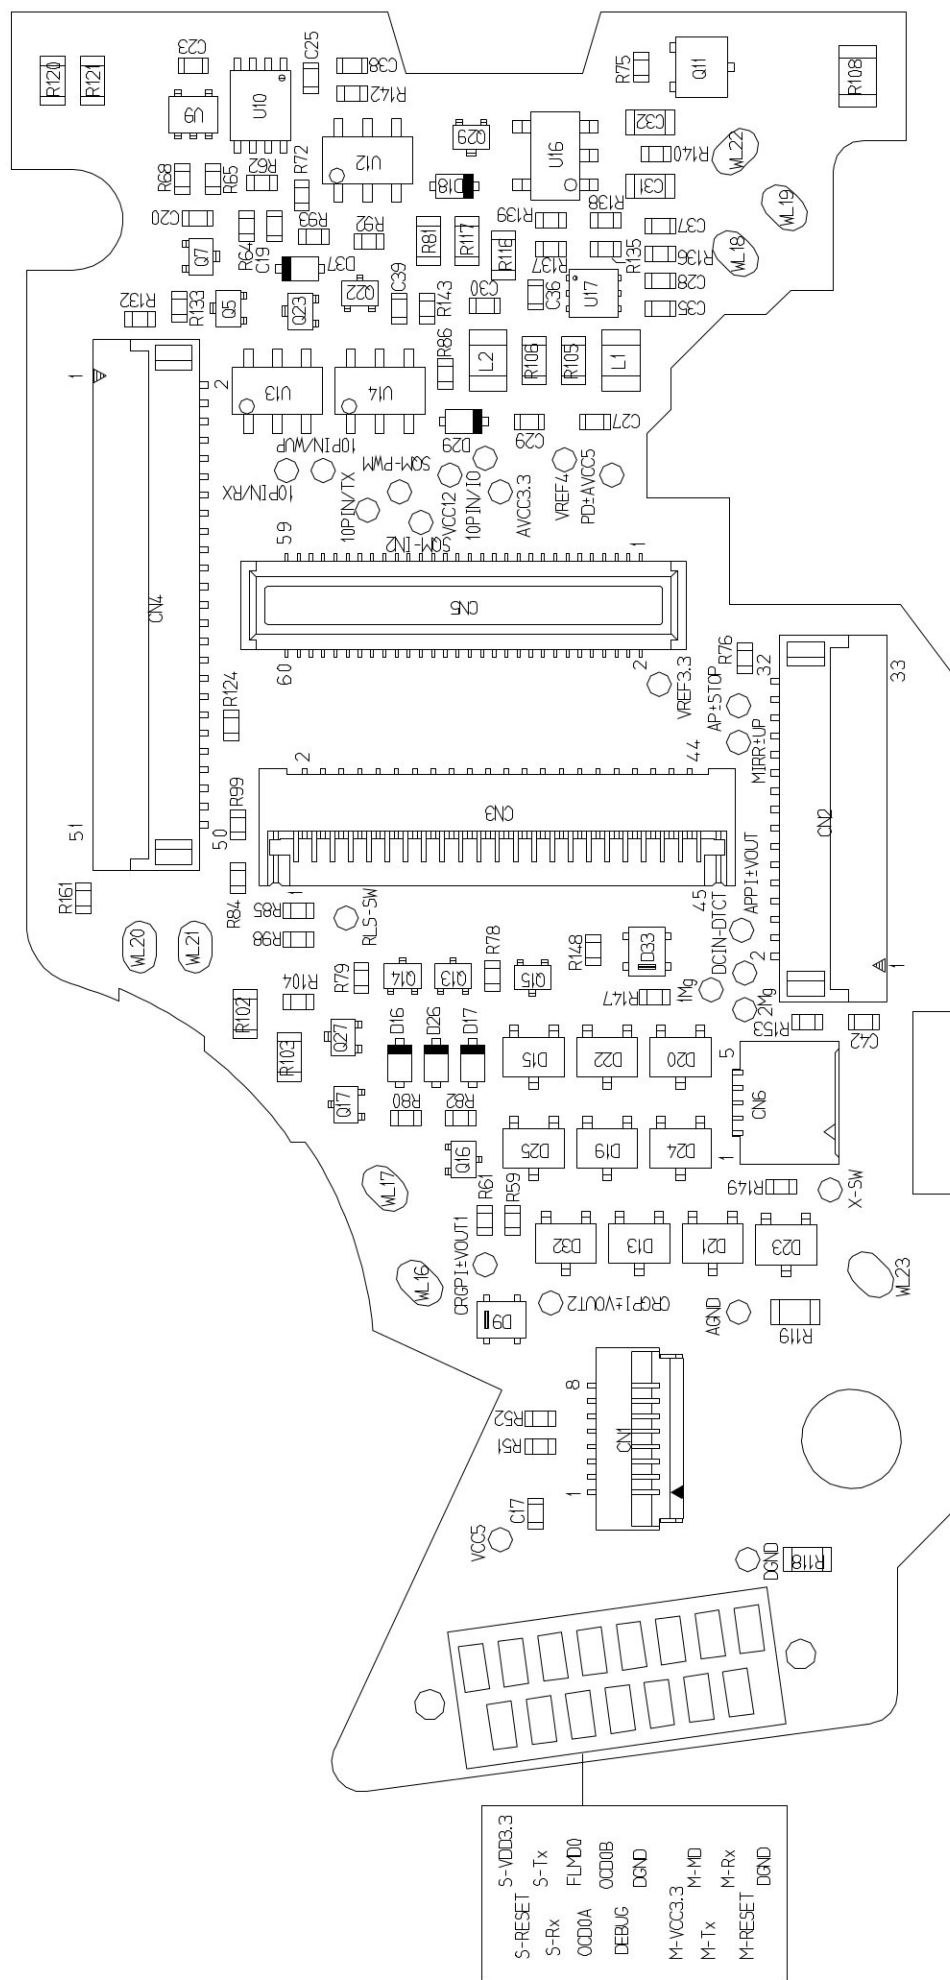 R120
R121
C23
U9
U10
C25
C38
R142
R75
Q11
R108
R68
R65
R62
R72
U12
Q29
D18
U16
C32
R140
C31
WL22
WL19
WL18
C20
Q7
R64
C19
R93
R92
R81
R117
R116
R139
R138
R137
R135
C37
R136
C28
C35
R132
R133
Q5
D37
Q23
Q22
C39
R143
C30
C36
U17
1
2
U13
U14
R86
L2
R106
R105
L1
D29
C29
C27
10PIN/WUP
SQM-PWM
10PIN/RX
10PIN/TX
SQM-IN2
VCC12
10PIN/IO
AVCC3.3
VREF4
PD±AVCC5
59
1
CN4
CN5
60
2
VREF3.3
R76
32
33
AP±STOP
MIRR±UP
R124
2
44
CN3
CN2
R99
51
50
R161
R84
R85
1
RLS-SW
45
DCIN-DTCT
APPI±VOUT
R98
WL20
WL21
R104
R79
Q14
Q13
R78
Q15
R148
D33
R147
1Mg
2
2Mg
1
R153
C42
R102
R103
Q27
D16
D26
D17
D15
D22
D20
5
CN6
Q17
R80
R82
Q16
D25
D19
D24
1
R149
X-SW
WL17
R61
R59
D32
D13
D21
D23
WL16
CRGPI±VOUT1
D9
CRGPI±VOUT2
AGND
R119
WL23
8
R52
R51
CN1
1
C17
VCC5
DGND
R118
S-VDD3.3
S-RESET
S-Tx
S-Rx
FLMD0
OCD0A
OCD0B
DEBUG
DGND
M-VCC3.3
M-MD
M-Tx
M-Rx
M-RESET
DGND